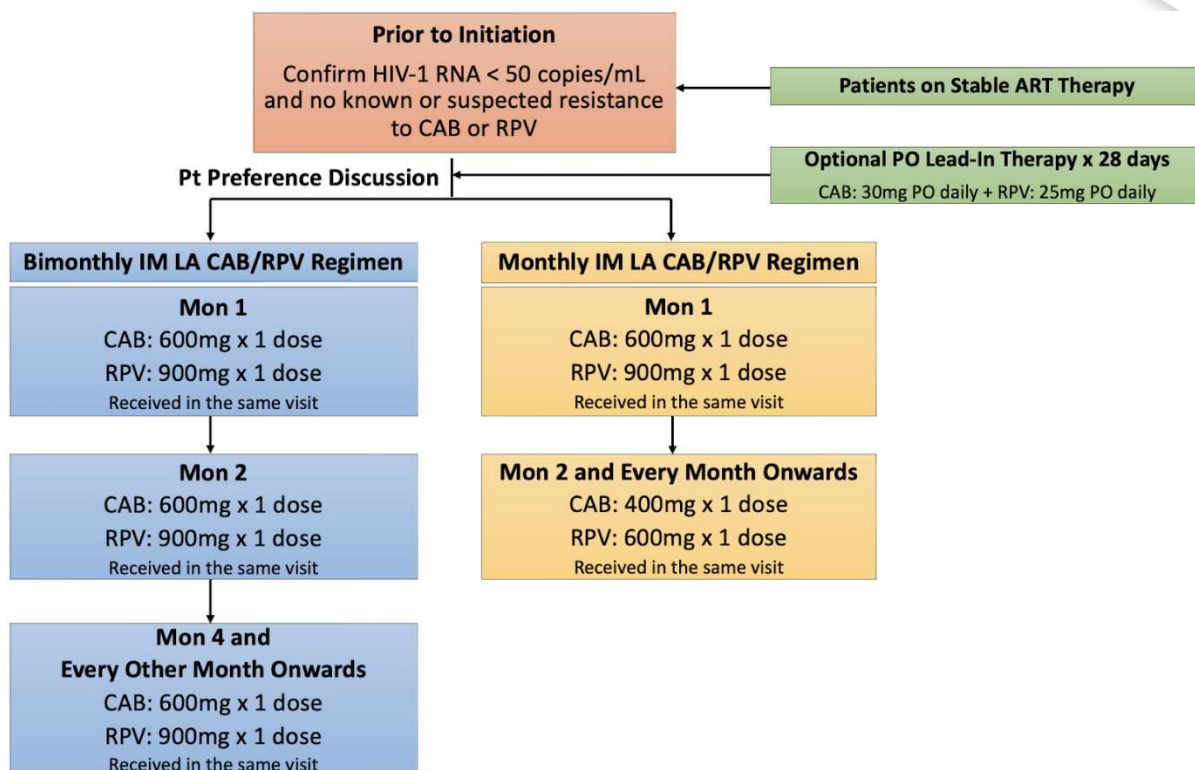 Prior to Initiation
Confirm HIV-1 RNA < 50 copies/mL
and no known or suspected resistance
to CAB or RPV
Patients on Stable ART Therapy
Optional PO Lead-In Therapy x 28 days
CAB: 30mg PO daily + RPV: 25mg PO daily
Pt Preference Discussion
Bimonthly IM LA CAB/RPV Regimen
Mon 1
CAB: 600mg x 1 dose
RPV: 900mg x 1 dose
Received in the same visit
Mon 2
CAB: 600mg x 1 dose
RPV: 900mg x 1 dose
Received in the same visit
Mon 4 and
Every Other Month Onwards
CAB: 600mg x 1 dose
RPV: 900mg x 1 dose
Received in the same visit
Monthly IM LA CAB/RPV Regimen
Mon 1
CAB: 600mg x 1 dose
RPV: 900mg x 1 dose
Received in the same visit
Mon 2 and Every Month Onwards
CAB: 400mg x 1 dose
RPV: 600mg x 1 dose
Received in the same visit